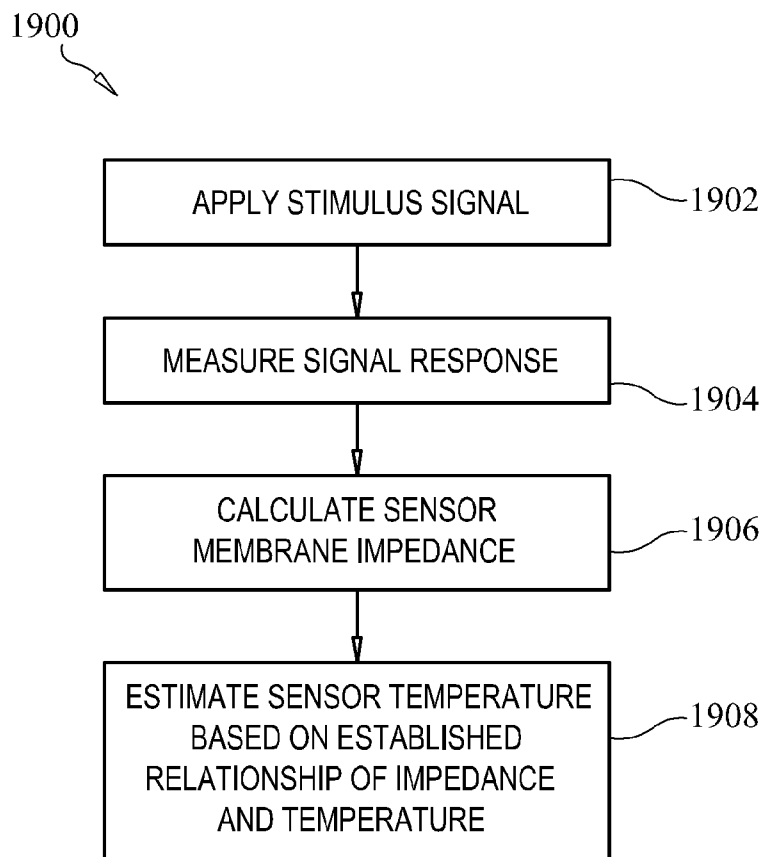 1900
APPLY STIMULUS SIGNAL
1902
MEASURE SIGNAL RESPONSE
1904
CALCULATE SENSOR
MEMBRANE IMPEDANCE
1906
ESTIMATE SENSOR TEMPERATURE
BASED ON ESTABLISHED
RELATIONSHIP OF IMPEDANCE
AND TEMPERATURE
1908